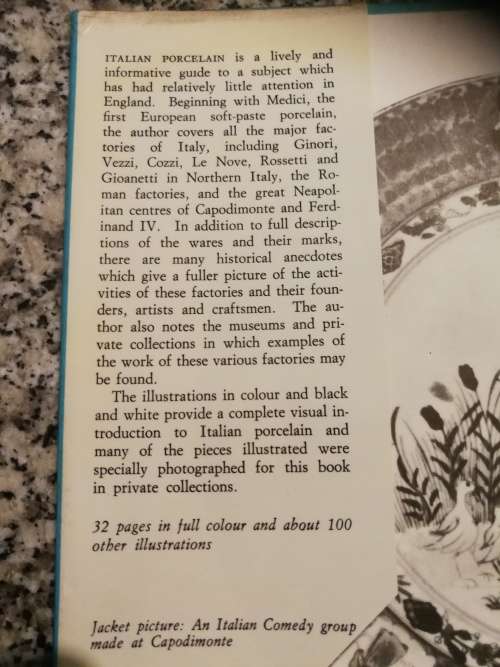 ITALIAN PORCELAIN is a lively and
informative guide to a subject which
has had relatively little attention in
England. Beginning with Medici, the
first European soft-paste porcelain,
the author covers all the major fac-
tories of Italy, including Ginori,
Vezzi, Cozzi, Le Nove, Rossetti and
Gioanetti in Northern Italy, the Ro-
man factories, and the great Neapol-
itan centres of Capodimonte and Ferd-
inand IV. In addition to full descrip-
tions of the wares and their marks,
there are many historical anecdotes
which give a fuller picture of the acti-
vities of these factories and their foun-
ders, artists and craftsmen. The au-
thor also notes the museums and pri-
vate collections in which examples of
the work of these various factories may
be found.
The illustrations in colour and black
and white provide a complete visual in-
troduction to Italian porcelain and
many of the pieces illustrated were
specially photographed for this book
in private collections.
32 pages in full colour and about 100
other illustrations
Jacket picture: An Italian Comedy group
made at Capodimonte